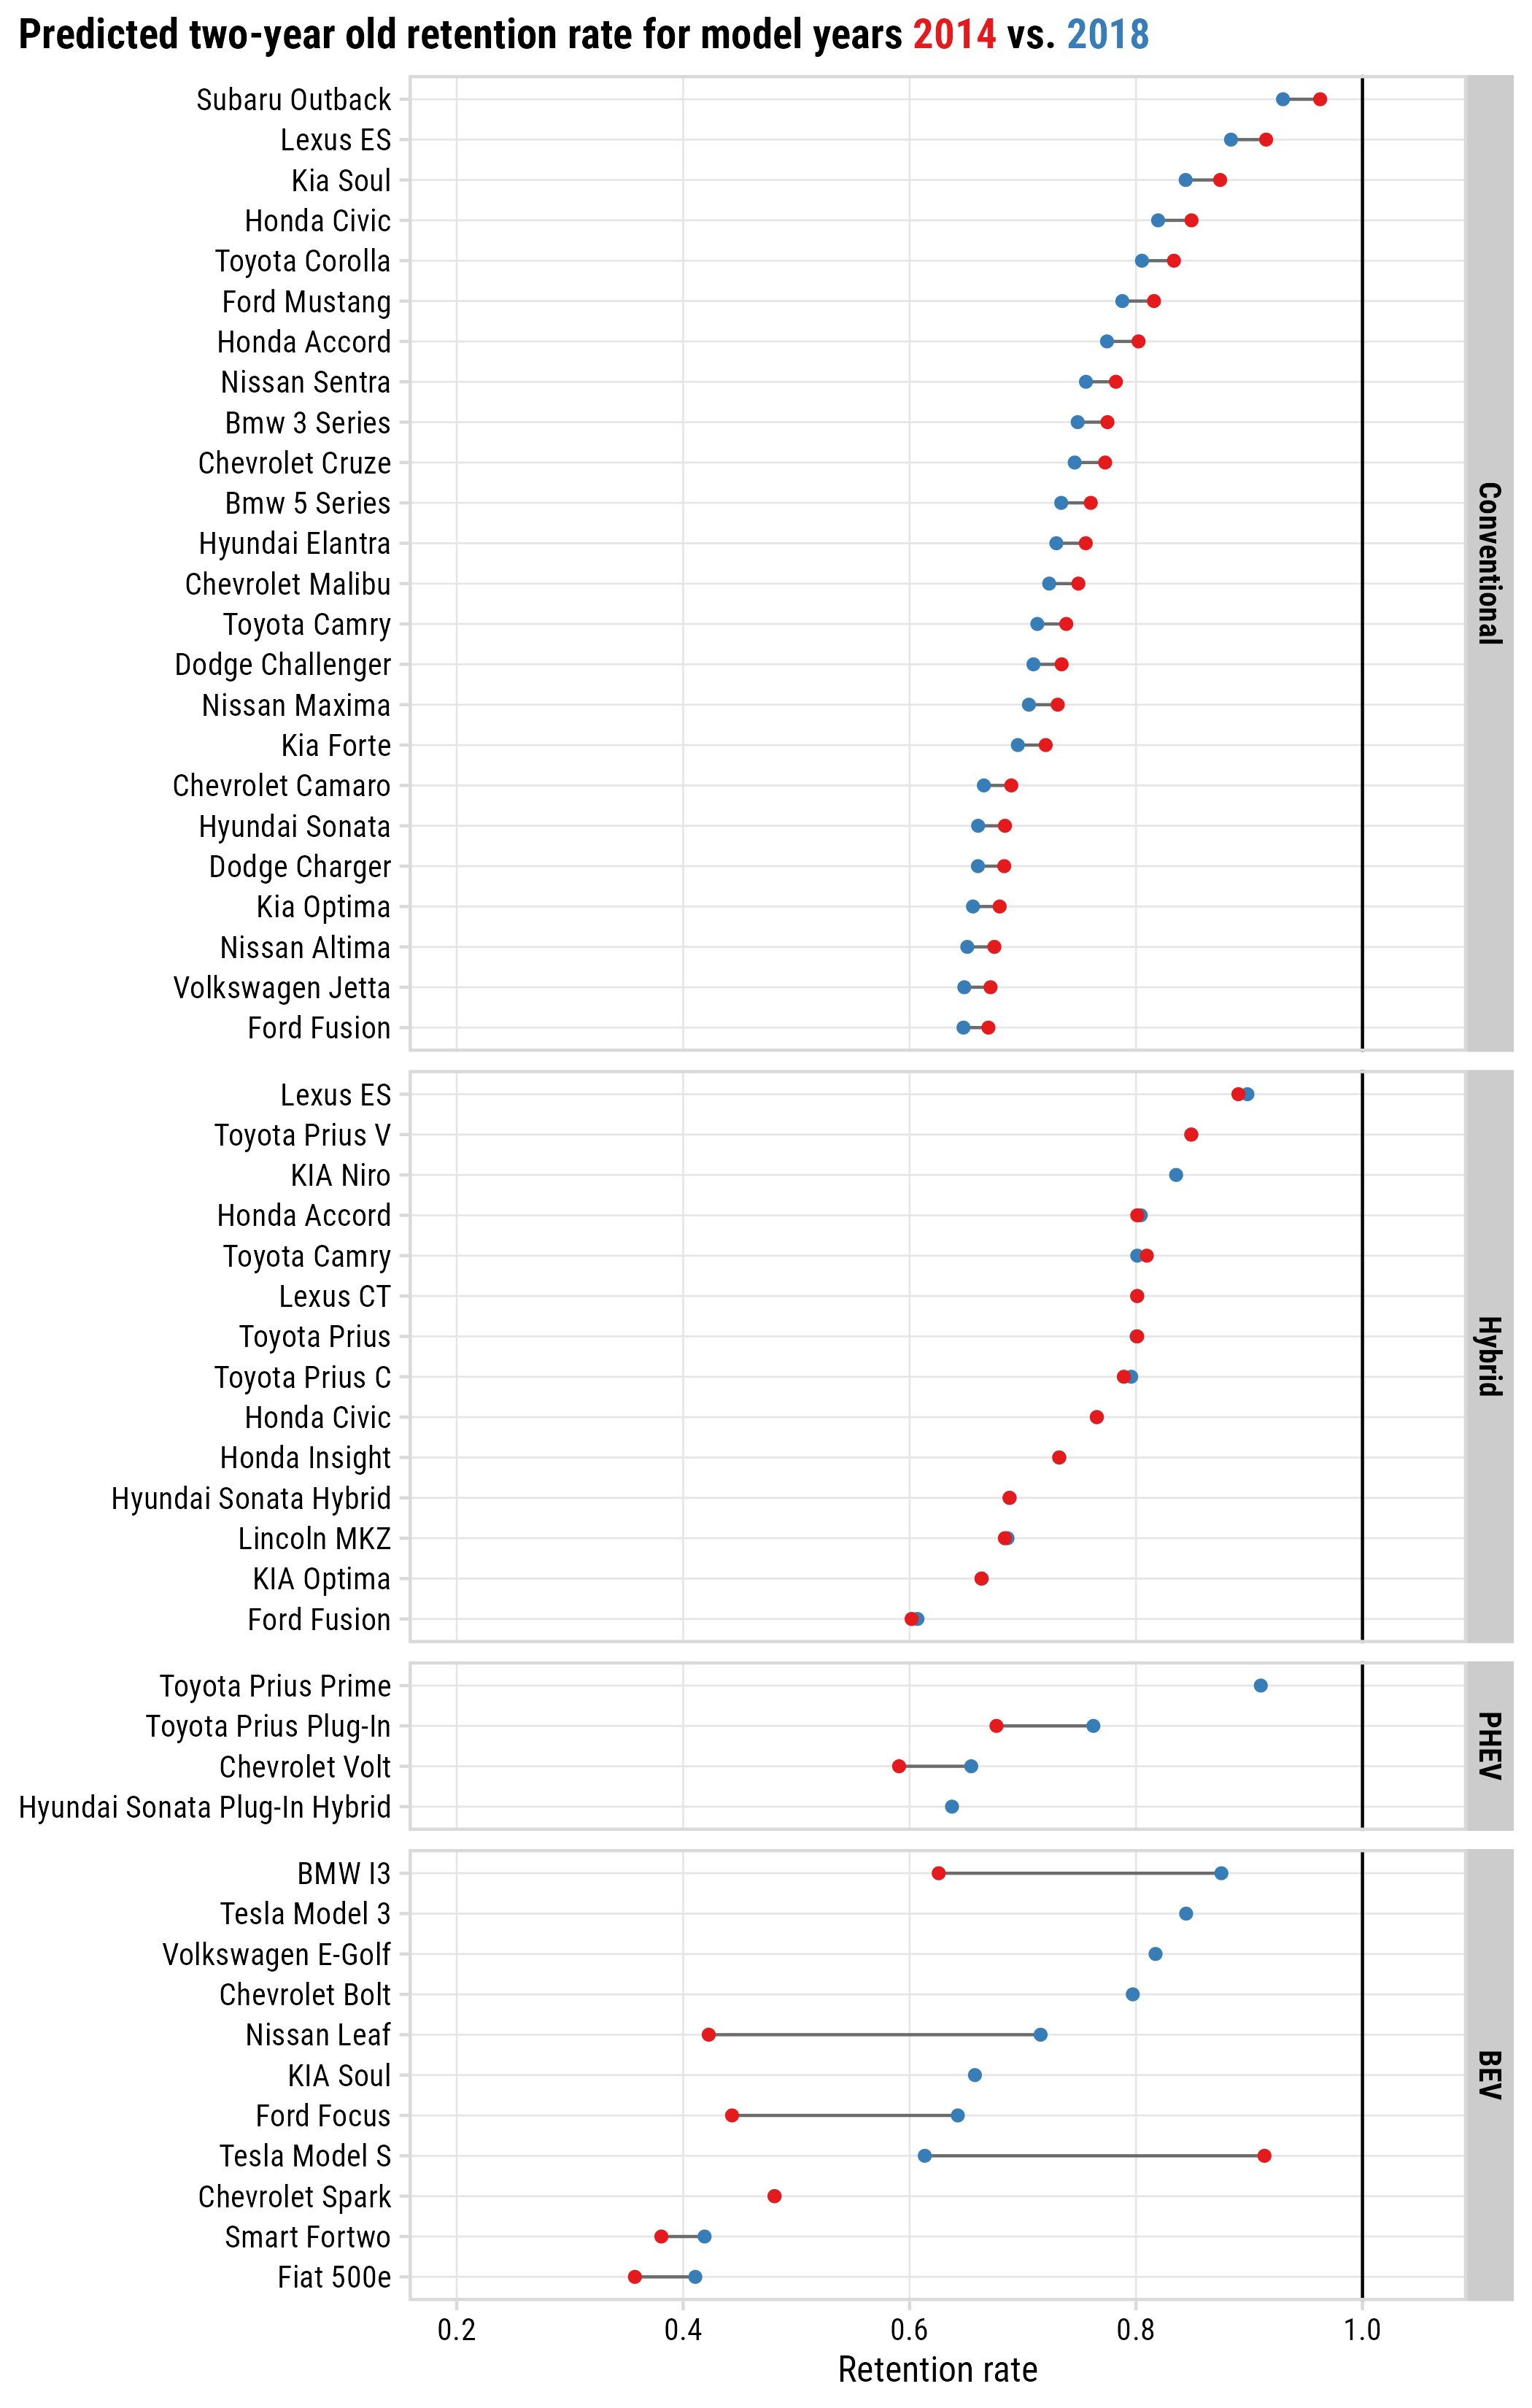 Predicted two-year old retention rate for model years 2014 vs. 2018
Subaru Outback
Lexus ES
Kia Soul
Honda Civic
Toyota Corolla
Ford Mustang
Honda Accord
Nissan Sentra
Bmw 3 Series
Chevrolet Cruze
Bmw 5 Series
Hyundai Elantra
Chevrolet Malibu
Toyota Camry
Dodge Challenger
Nissan Maxima
Kia Forte
Chevrolet Camaro
Hyundai Sonata
Dodge Charger
Kia Optima
Nissan Altima
Volkswagen Jetta
Ford Fusion
Conventional
Lexus ES
Toyota Prius V
KIA Niro
Honda Accord
Toyota Camry
Lexus CT
Toyota Prius
Toyota Prius C
Honda Civic
Honda Insight
Hyundai Sonata Hybrid
Lincoln MKZ
KIA Optima
Ford Fusion
Hybrid
Toyota Prius Prime
Toyota Prius Plug-In
Chevrolet Volt
Hyundai Sonata Plug-In Hybrid
PHEV
BMW I3
Tesla Model 3
Volkswagen E-Golf
Chevrolet Bolt
Nissan Leaf
KIA Soul
Ford Focus
Tesla Model S
Chevrolet Spark
Smart Fortwo
Fiat 500e
BEV
0.2 0.4 0.6 0.8 1.0
Retention rate